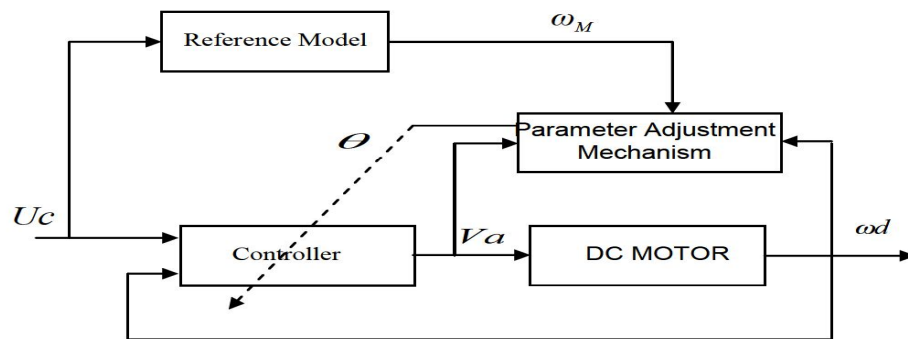 ω_M
Reference Model
Parameter Adjustment
Mechanism
θ
Uc
Va
ωd
Controller
DC MOTOR